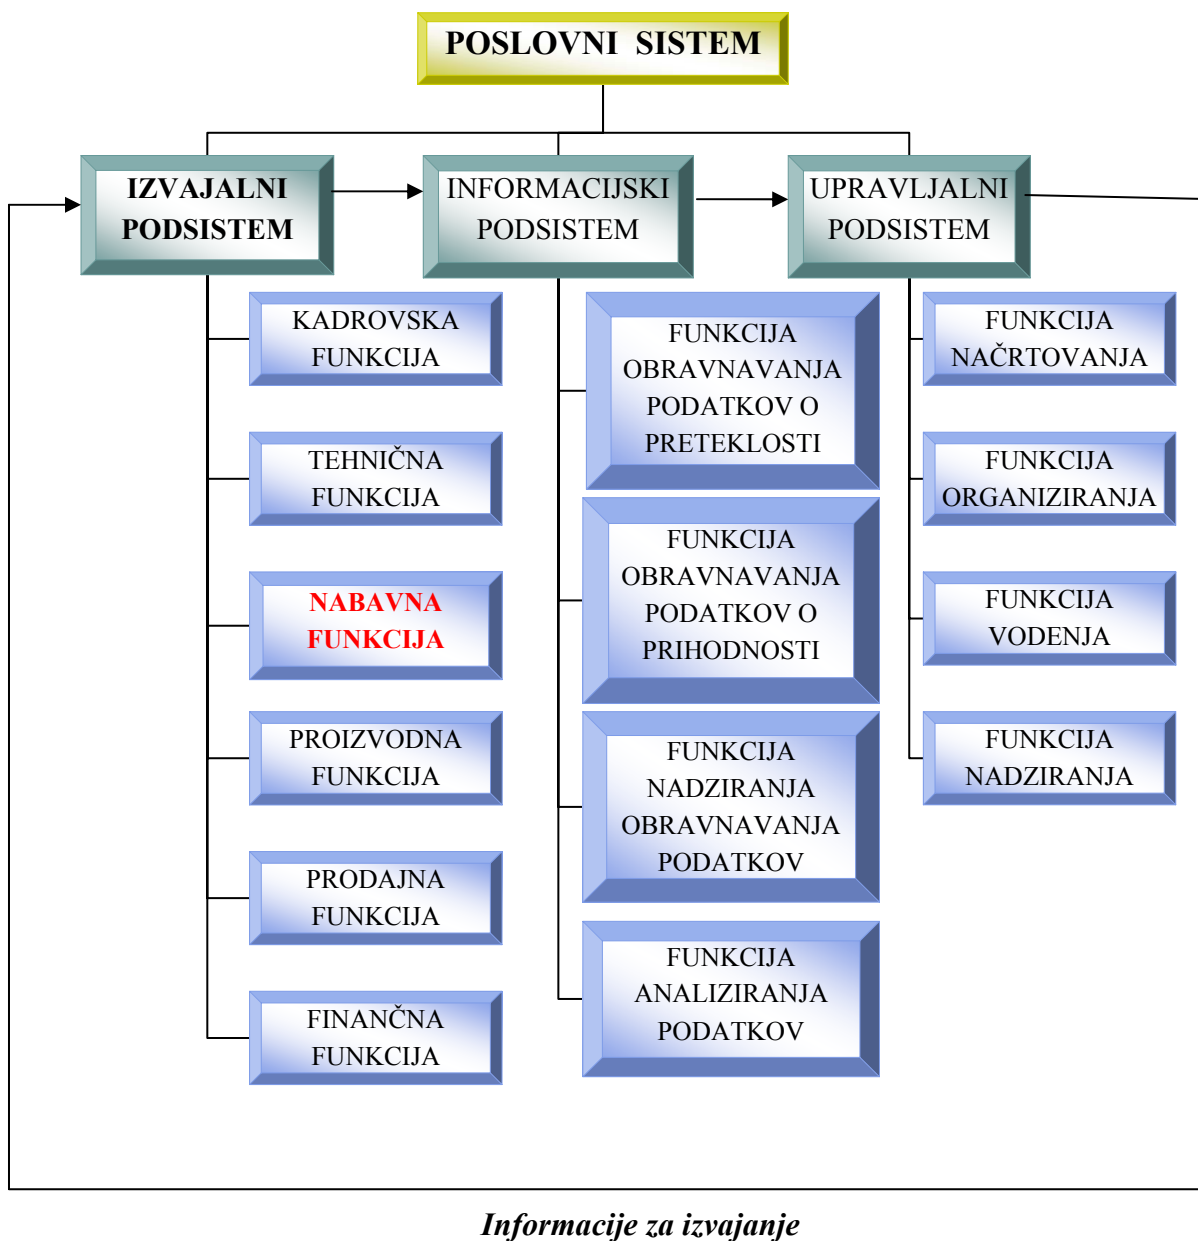 POSLOVNI SISTEM
IZVAJALNI
PODSISTEM
INFORMACIJSKI
PODSISTEM
UPRAVLJALNI
PODSISTEM
KADROVSKA
FUNKCIJA
TEHNIČNA
FUNKCIJA
NABAVNA
FUNKCIJA
PROIZVODNA
FUNKCIJA
PRODAJNA
FUNKCIJA
FINANČNA
FUNKCIJA
FUNKCIJA
OBRAVNAVANJA
PODATKOV O
PRETEKLOSTI
FUNKCIJA
OBRAVNAVANJA
PODATKOV O
PRIHODNOSTI
FUNKCIJA
NADZIRANJA
OBRAVNAVANJA
PODATKOV
FUNKCIJA
ANALIZIRANJA
PODATKOV
FUNKCIJA
NAČRTOVANJA
FUNKCIJA
ORGANIZIRANJA
FUNKCIJA
VODENJA
FUNKCIJA
NADZIRANJA
Informacije za izvajanje